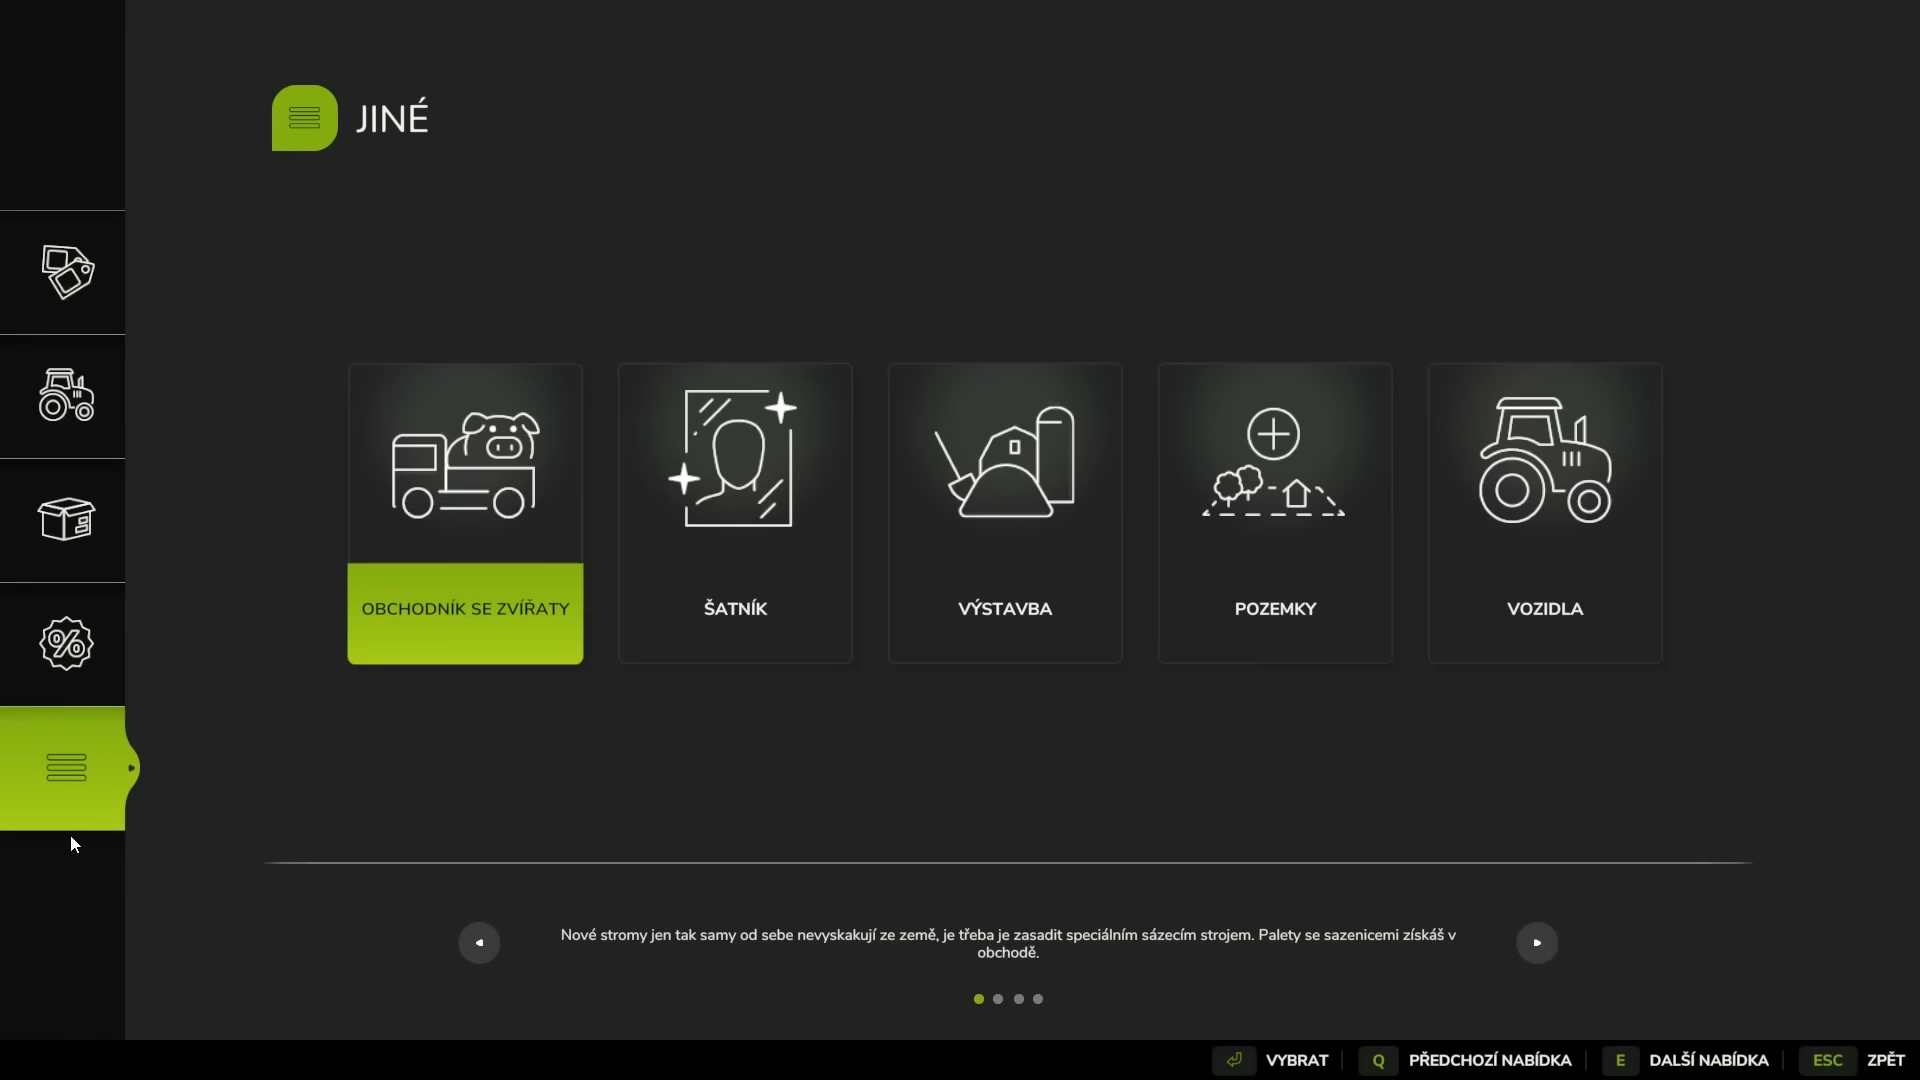 JINÉ
OBCHODNÍK SE ZVÍŘATY
ŠATNÍK
VÝSTAVBA
POZEMKY
VOZIDLA
Nové stromy jen tak samy od sebe nevyskakují ze země, je třeba je zasadit speciálním sázecím strojem. Palety se sazenicemi získáš v
obchodě.
VYBRAT
Q PŘEDCHOZÍ NABÍDKA
E DALŠÍ NABÍDKA
ESC ZPĚT